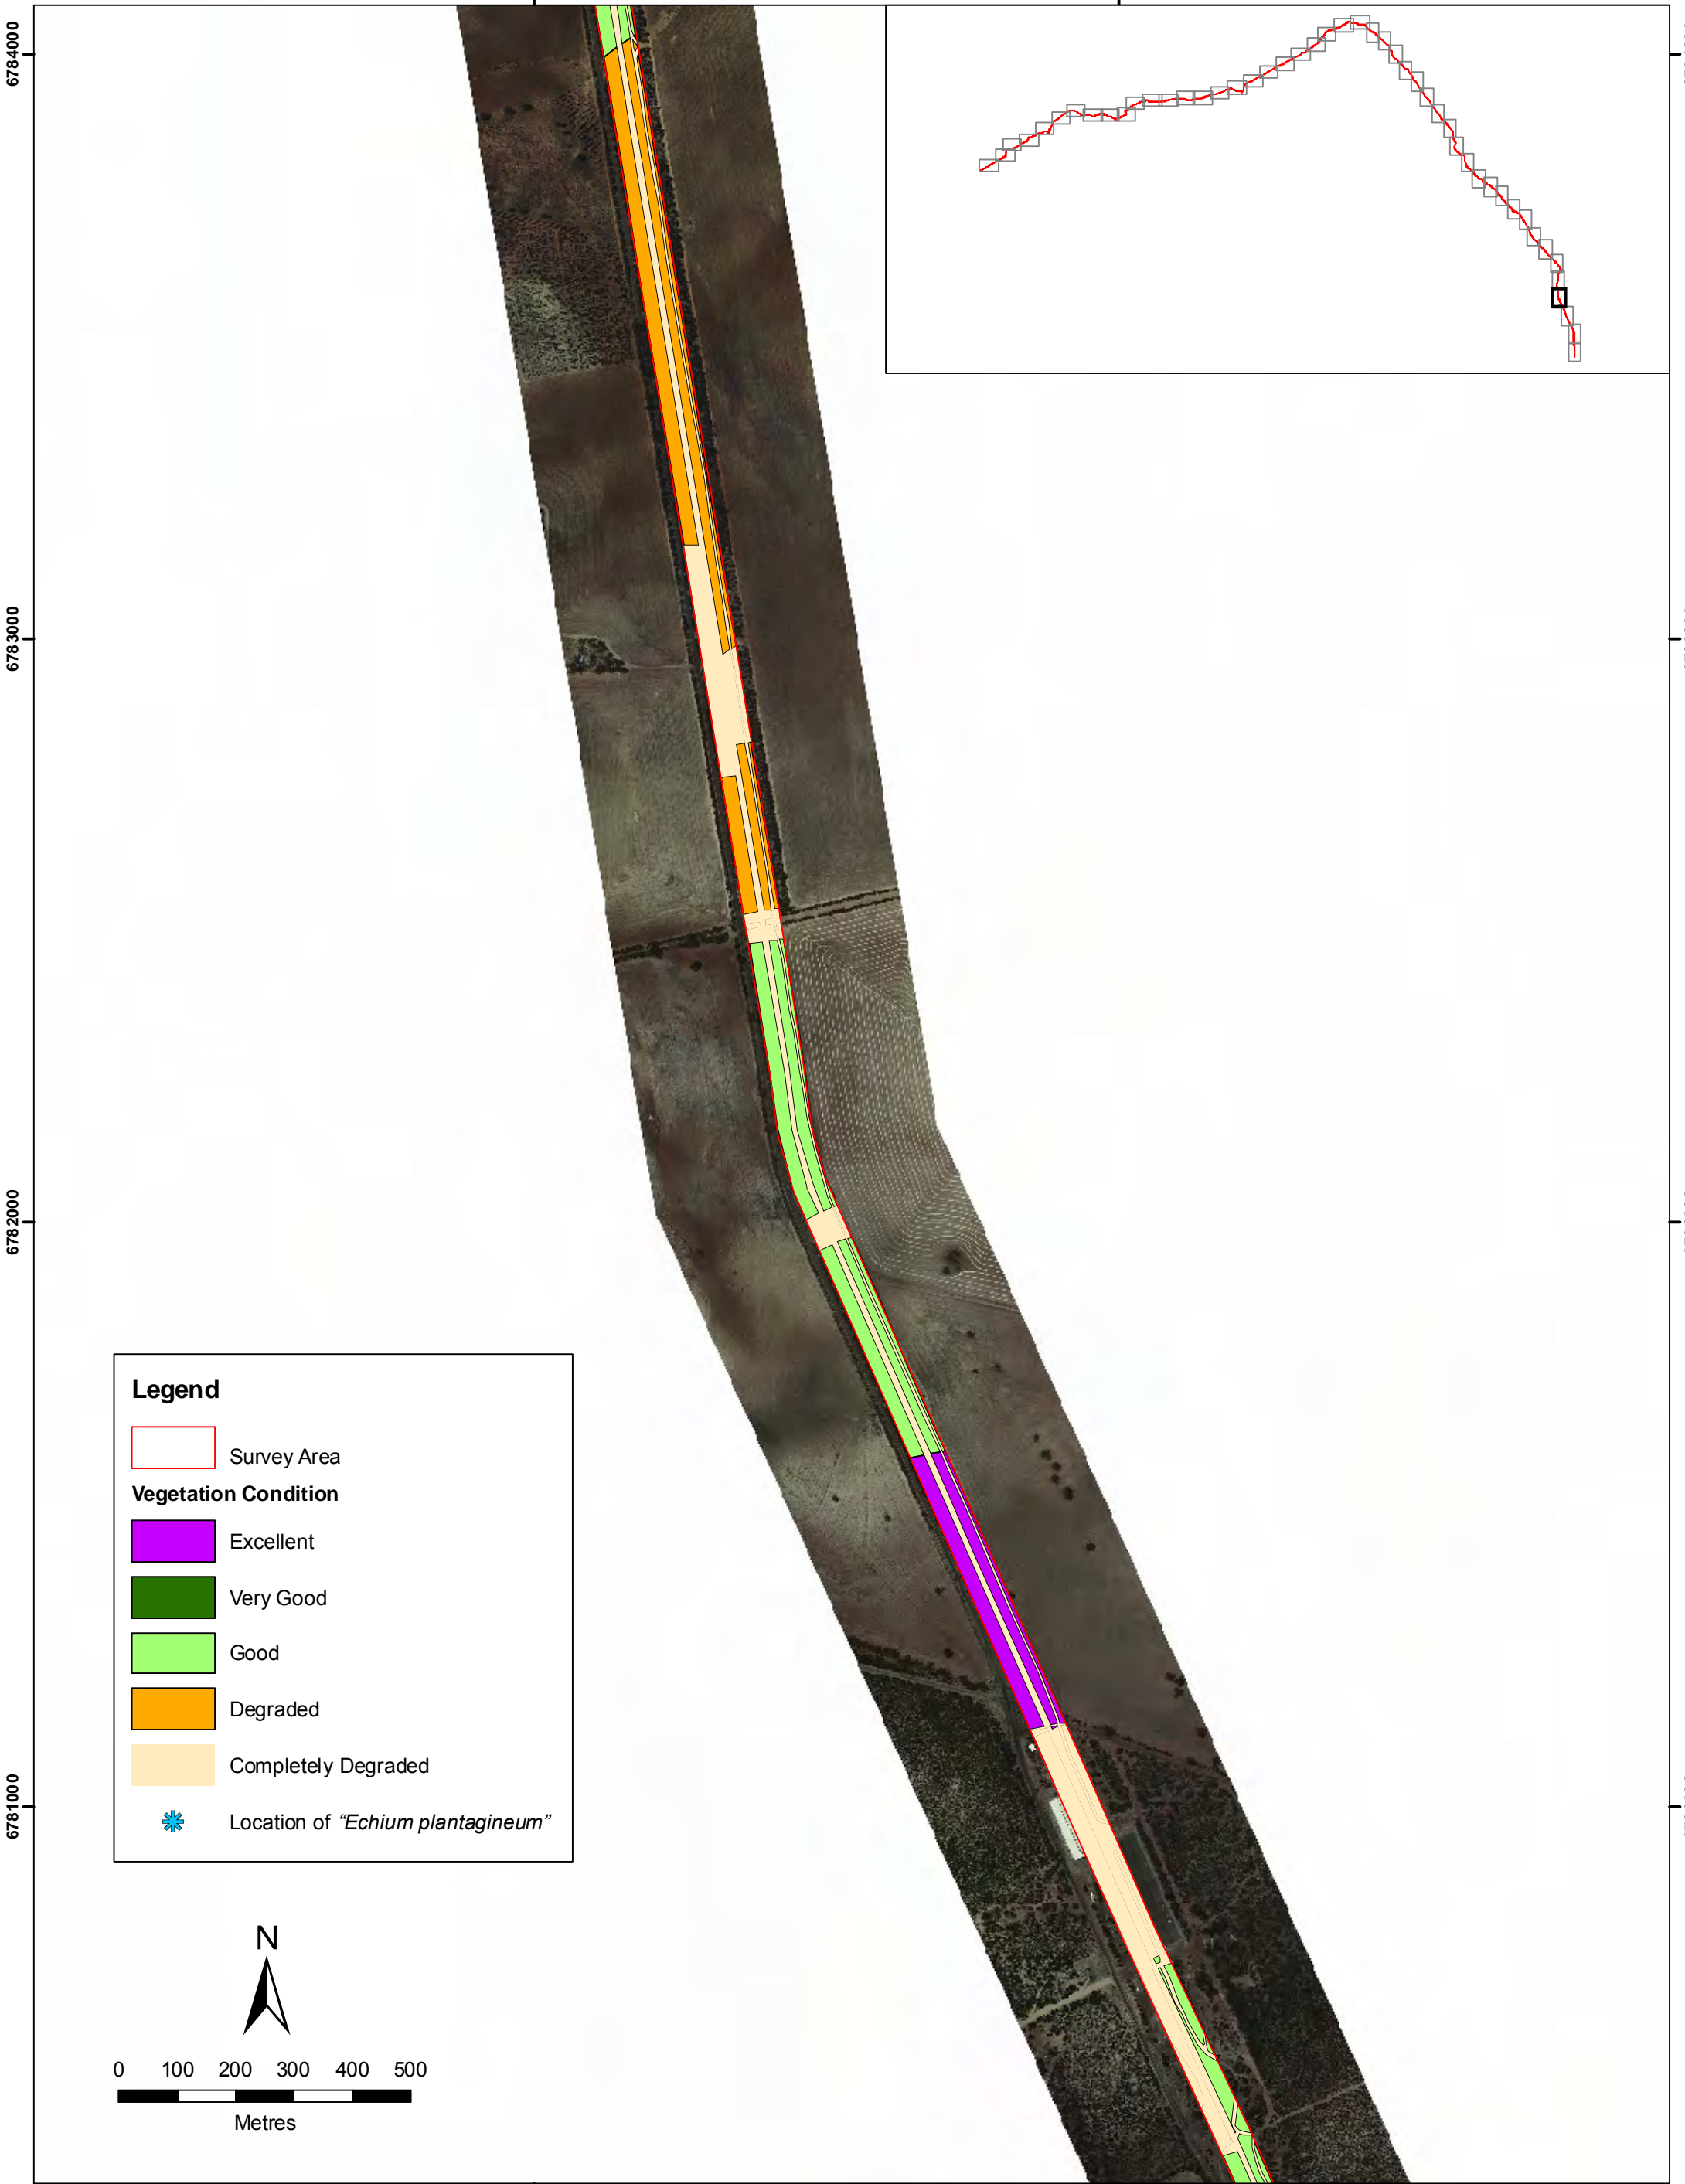 6784000
6783000
6782000
6781000
Legend
Survey Area
Vegetation Condition
Excellent
Very Good
Good
Degraded
Completely Degraded
Location of “Echium plantagineum”
N
0 100 200 300 400 500
Metres